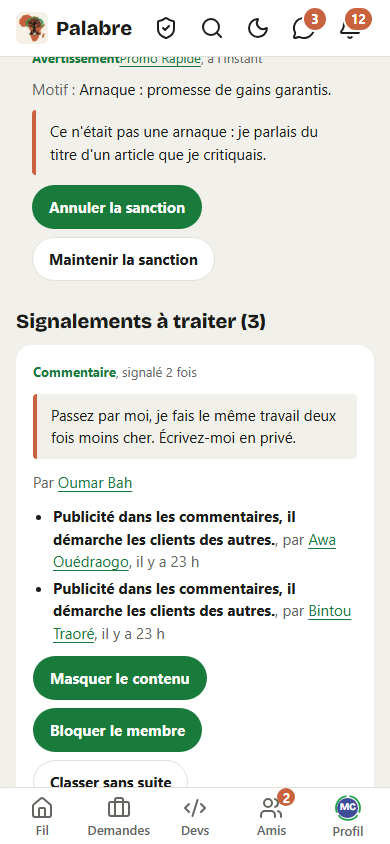 Palabre
3
12
Avertissement Promo Rapide, à l'instant
Motif : Arnaque : promesse de gains garantis.
Ce n'était pas une arnaque : je parlais du
titre d'un article que je critiquais.
Annuler la sanction
Maintenir la sanction
Signalements à traiter (3)
Commentaire, signalé 2 fois
Passez par moi, je fais le même travail deux
fois moins cher. Écrivez-moi en privé.
Par Oumar Bah
Publicité dans les commentaires, il
démarche les clients des autres., par Awa
Ouédraogo, il y a 23 h
Publicité dans les commentaires, il
démarche les clients des autres., par Bintou
Traoré, il y a 23 h
Masquer le contenu
Bloquer le membre
Classer sans suite
2
MC
Fil
Demandes
Devs
Amis
Profil